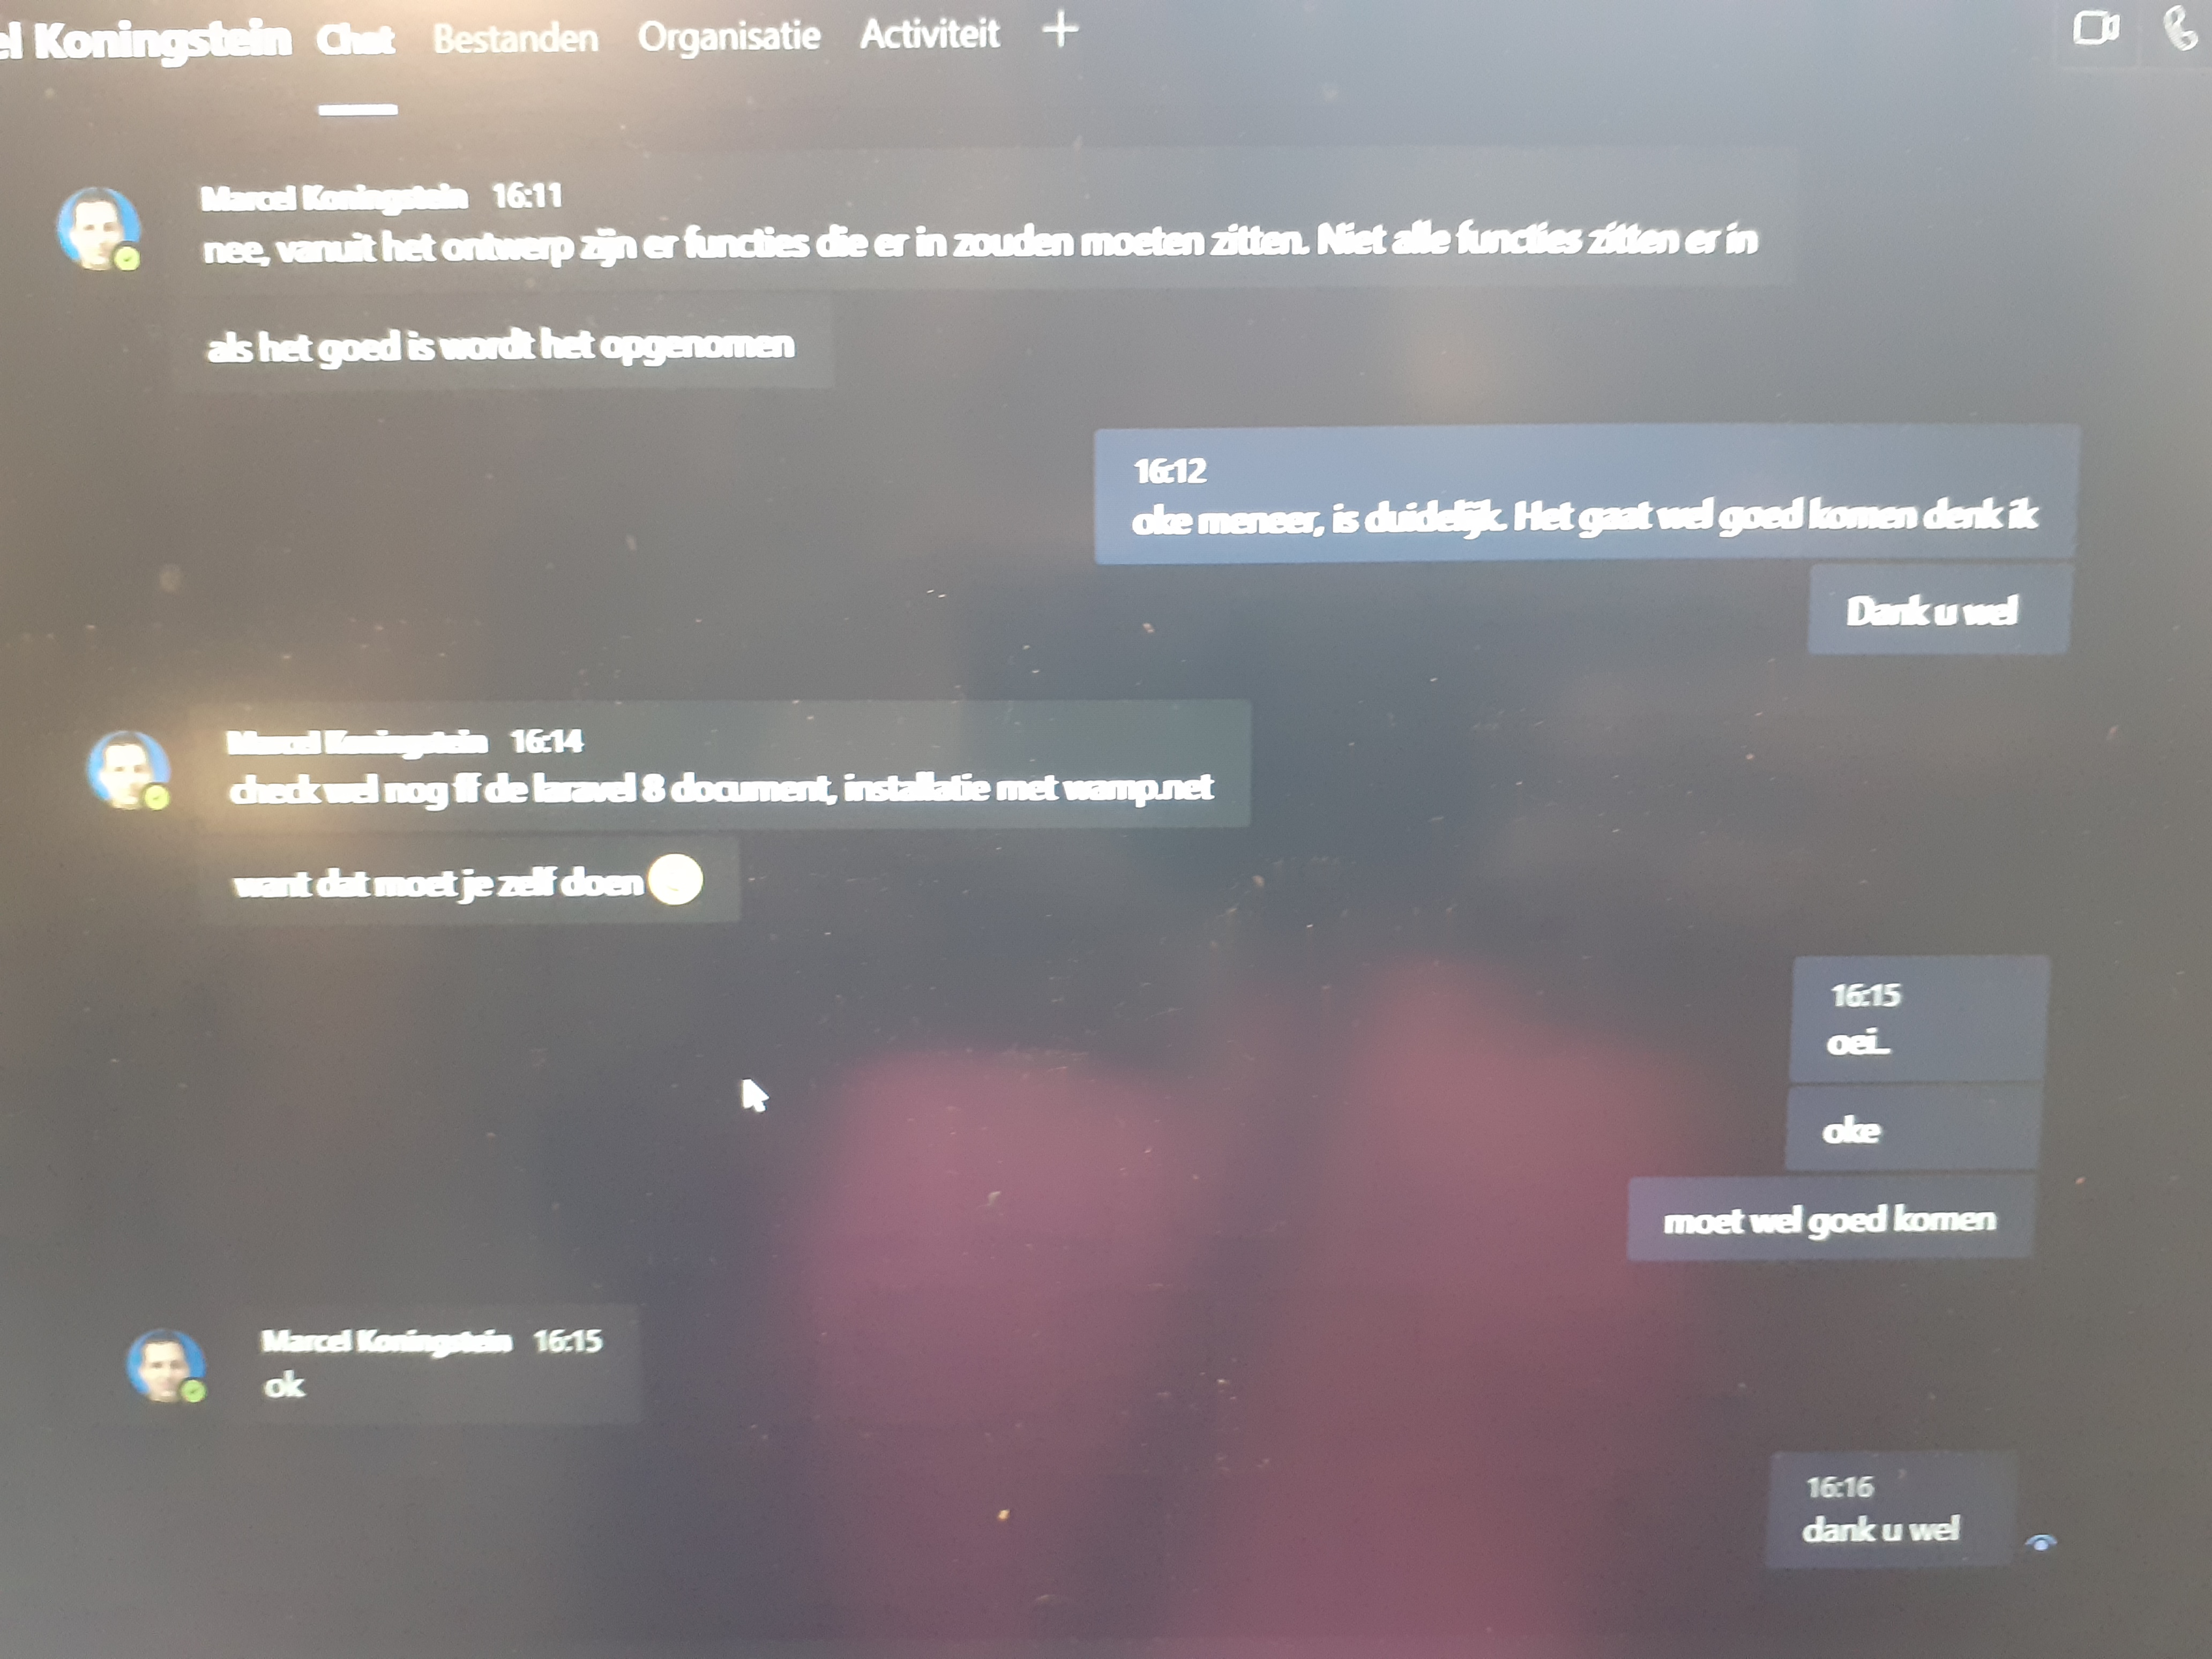 el Koningstein Chat Bestanden Organisatie Activiteit +
Marcel Koningstein 16:11
nee, vanuit het ontwerp zijn er functies die er in zouden moeten zitten. Niet alle functies zitten er in
als het goed is wordt het opgenomen
16:12
oke meneer, is duidelijk. Het gaat wel goed komen denk ik
Dank u wel
Marcel Koningstein 16:14
check wel nog ff de laravel 8 document, installatie met wamp.net
want dat moet je zelf doen
16:15
oei..
oke
moet wel goed komen
Marcel Koningstein 16:15
ok
16:16
dank u wel